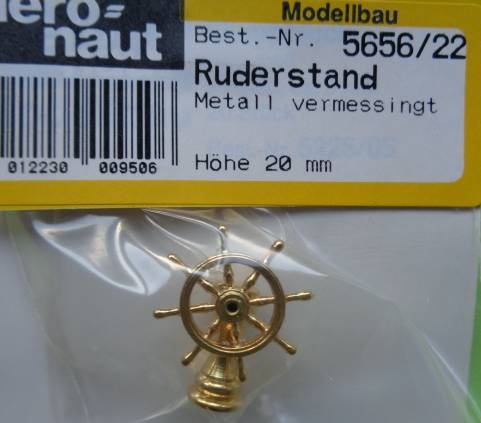 aero=
naut
Modellbau
Best.-Nr. 5656/22
Ruderstand
Metall vermessingt
012230 009506
Höhe 20 mm